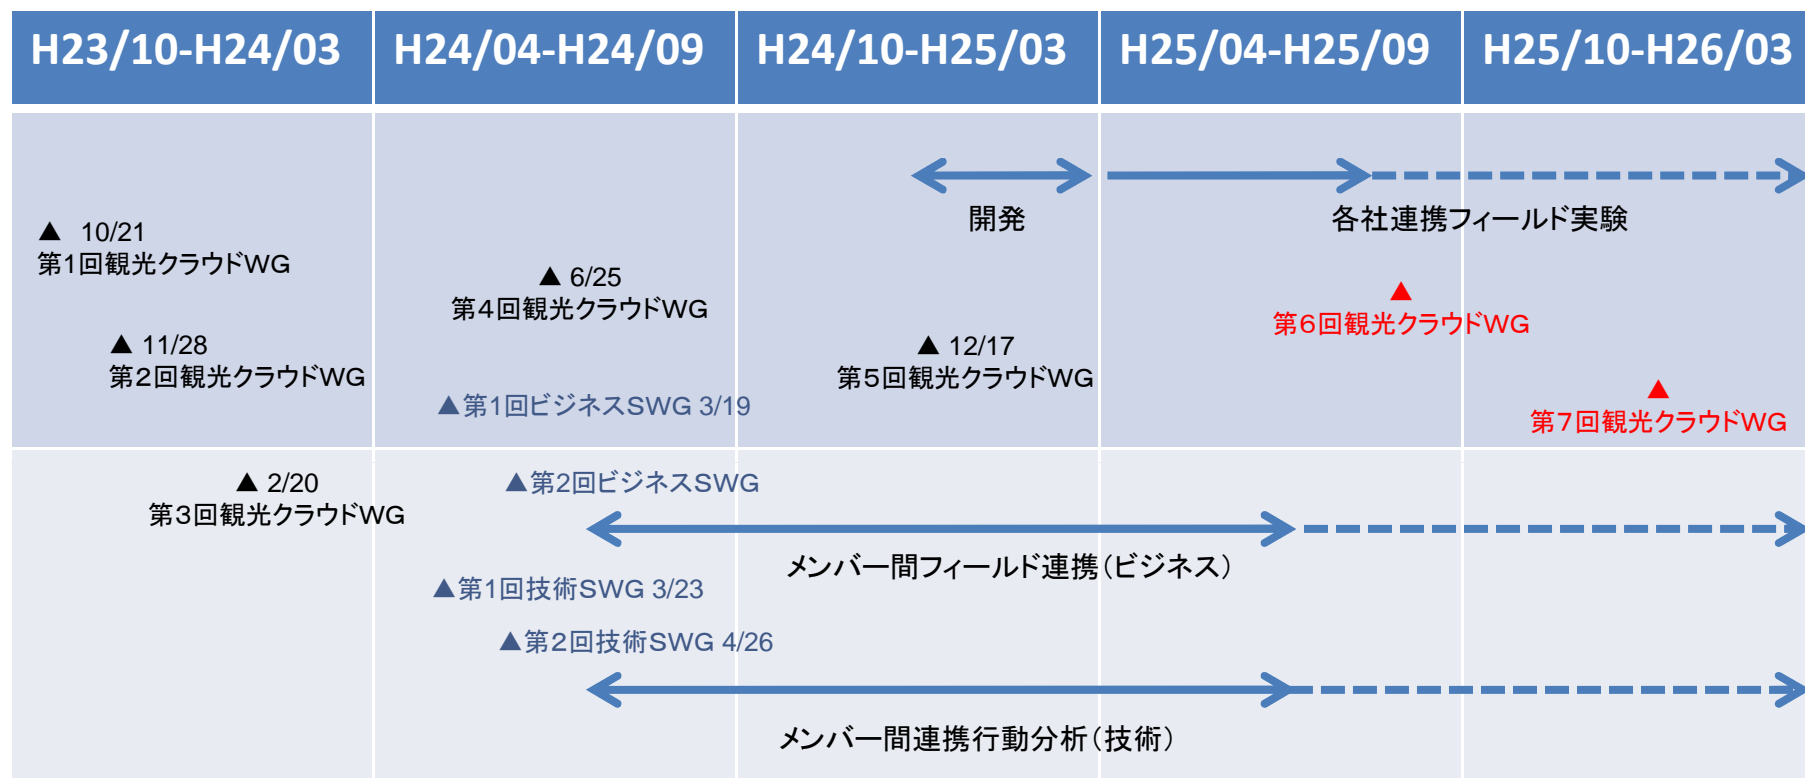 H23/10-H24/03
H24/04-H24/09
H24/10-H25/03
H25/04-H25/09
H25/10-H26/03
開発
各社連携フィールド実験
▲ 10/21
第1回観光クラウドWG
▲ 6/25
第4回観光クラウドWG
▲
第6回観光クラウドWG
▲ 11/28
第2回観光クラウドWG
▲ 12/17
第5回観光クラウドWG
▲第1回ビジネスSWG 3/19
▲
第7回観光クラウドWG
▲ 2/20
第3回観光クラウドWG
▲第2回ビジネスSWG
メンバー間フィールド連携(ビジネス)
▲第1回技術SWG 3/23
▲第2回技術SWG 4/26
メンバー間連携行動分析(技術)